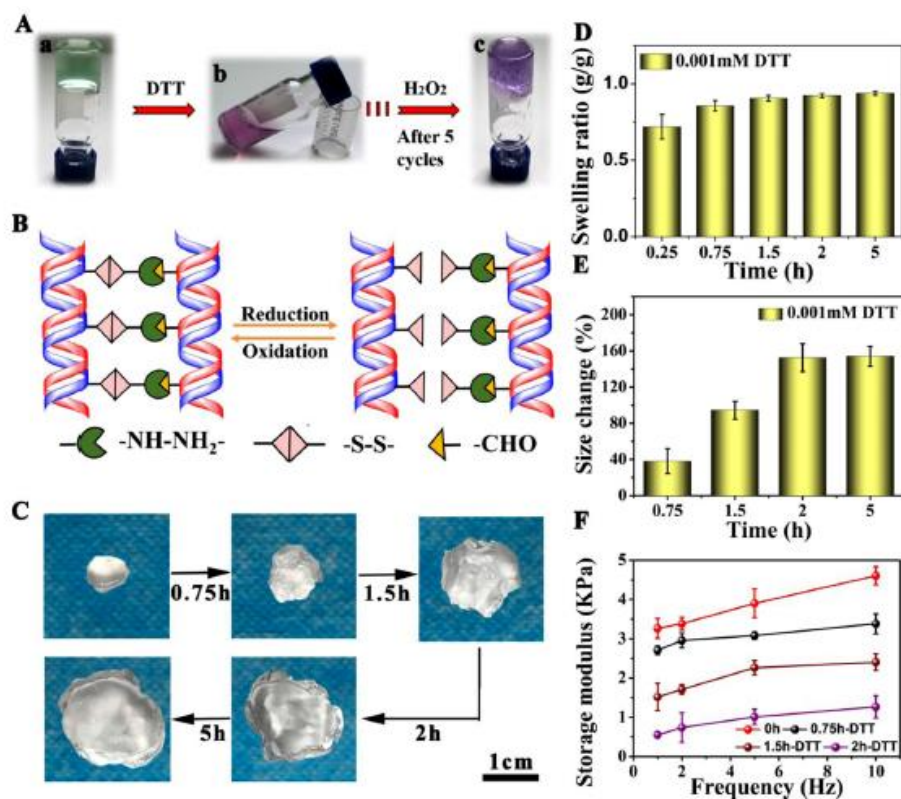 A
a
DTT
b
H₂O₂
After 5
cycles
c
B
Reduction
Oxidation
-NH-NH₂-
-S-S-
-CHO
C
0.75h
1.5h
2h
5h
1cm
D
Swelling ratio (g/g)
1.0
0.5
0.0
0.001mM DTT
0.25 0.75 1.5 2 5
Time (h)
E
Size change (%)
200
160
120
80
40
0
0.001mM DTT
0.75 1.5 2 5
Time (h)
F
Storage modulus (KPa)
5
4
3
2
1
0
0h 0.75h-DTT
1.5h-DTT 2h-DTT
2 4 6 8 10
Frequency (Hz)